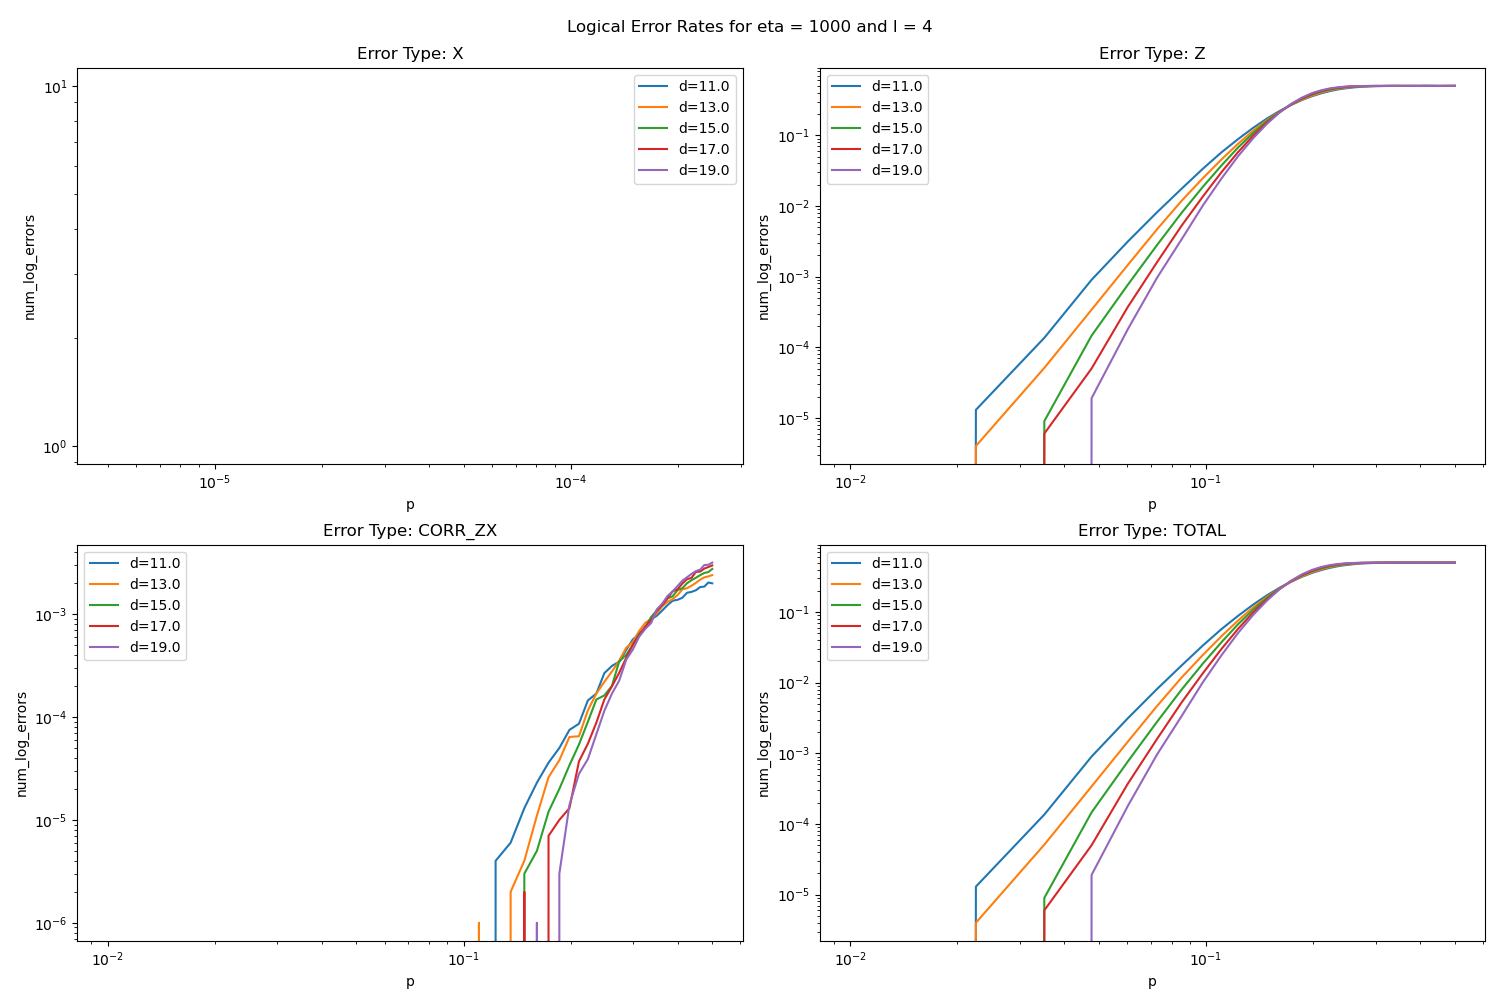 Logical Error Rates for eta = 1000 and l = 4
Error Type: X
10¹
10⁰
num_log_errors
10⁻⁵
10⁻⁴
p
d=11.0
d=13.0
d=15.0
d=17.0
d=19.0
Error Type: Z
10⁻¹
10⁻²
10⁻³
10⁻⁴
10⁻⁵
num_log_errors
10⁻²
10⁻¹
p
d=11.0
d=13.0
d=15.0
d=17.0
d=19.0
Error Type: CORR_ZX
10⁻³
10⁻⁴
10⁻⁵
10⁻⁶
num_log_errors
10⁻²
10⁻¹
p
d=11.0
d=13.0
d=15.0
d=17.0
d=19.0
Error Type: TOTAL
10⁻¹
10⁻²
10⁻³
10⁻⁴
10⁻⁵
num_log_errors
10⁻²
10⁻¹
p
d=11.0
d=13.0
d=15.0
d=17.0
d=19.0